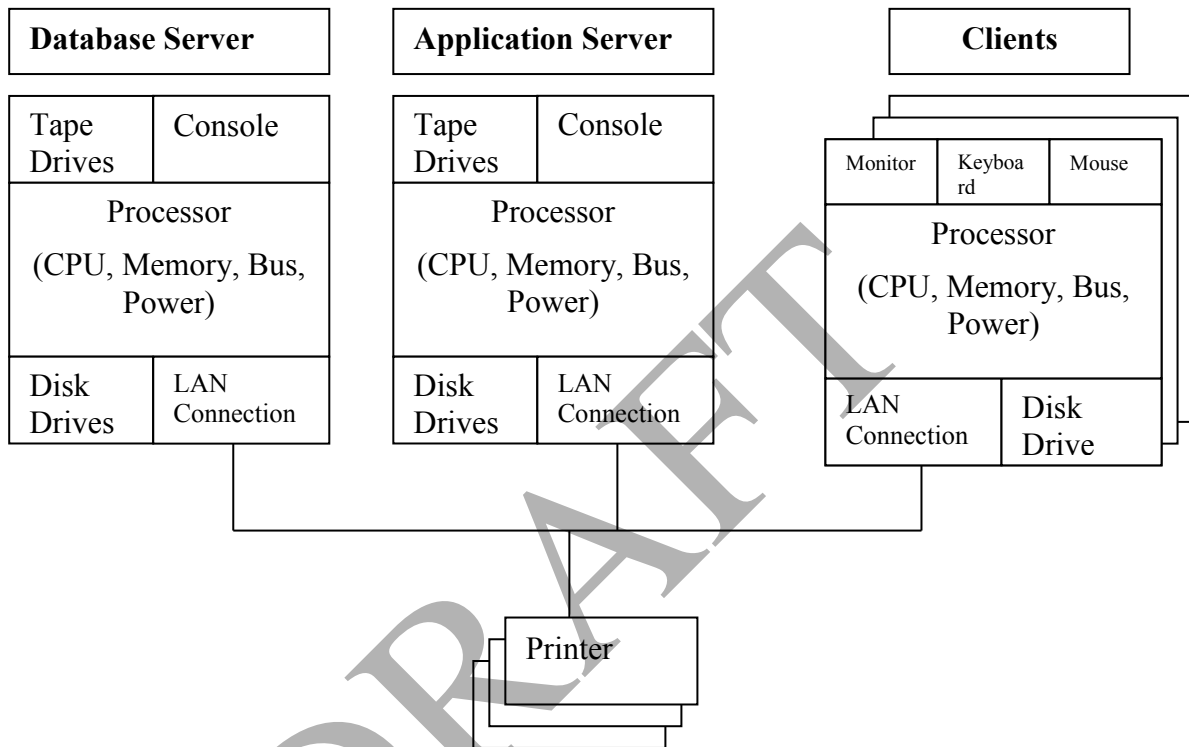 Database Server
Application Server
Clients
Tape
Drives
Console
Processor
(CPU, Memory, Bus,
Power)
Disk
Drives
LAN
Connection
Tape
Drives
Console
Processor
(CPU, Memory, Bus,
Power)
Disk
Drives
LAN
Connection
Monitor
Keyboa
rd
Mouse
Processor
(CPU, Memory, Bus,
Power)
LAN
Connection
Disk
Drive
Printer
DRAFT